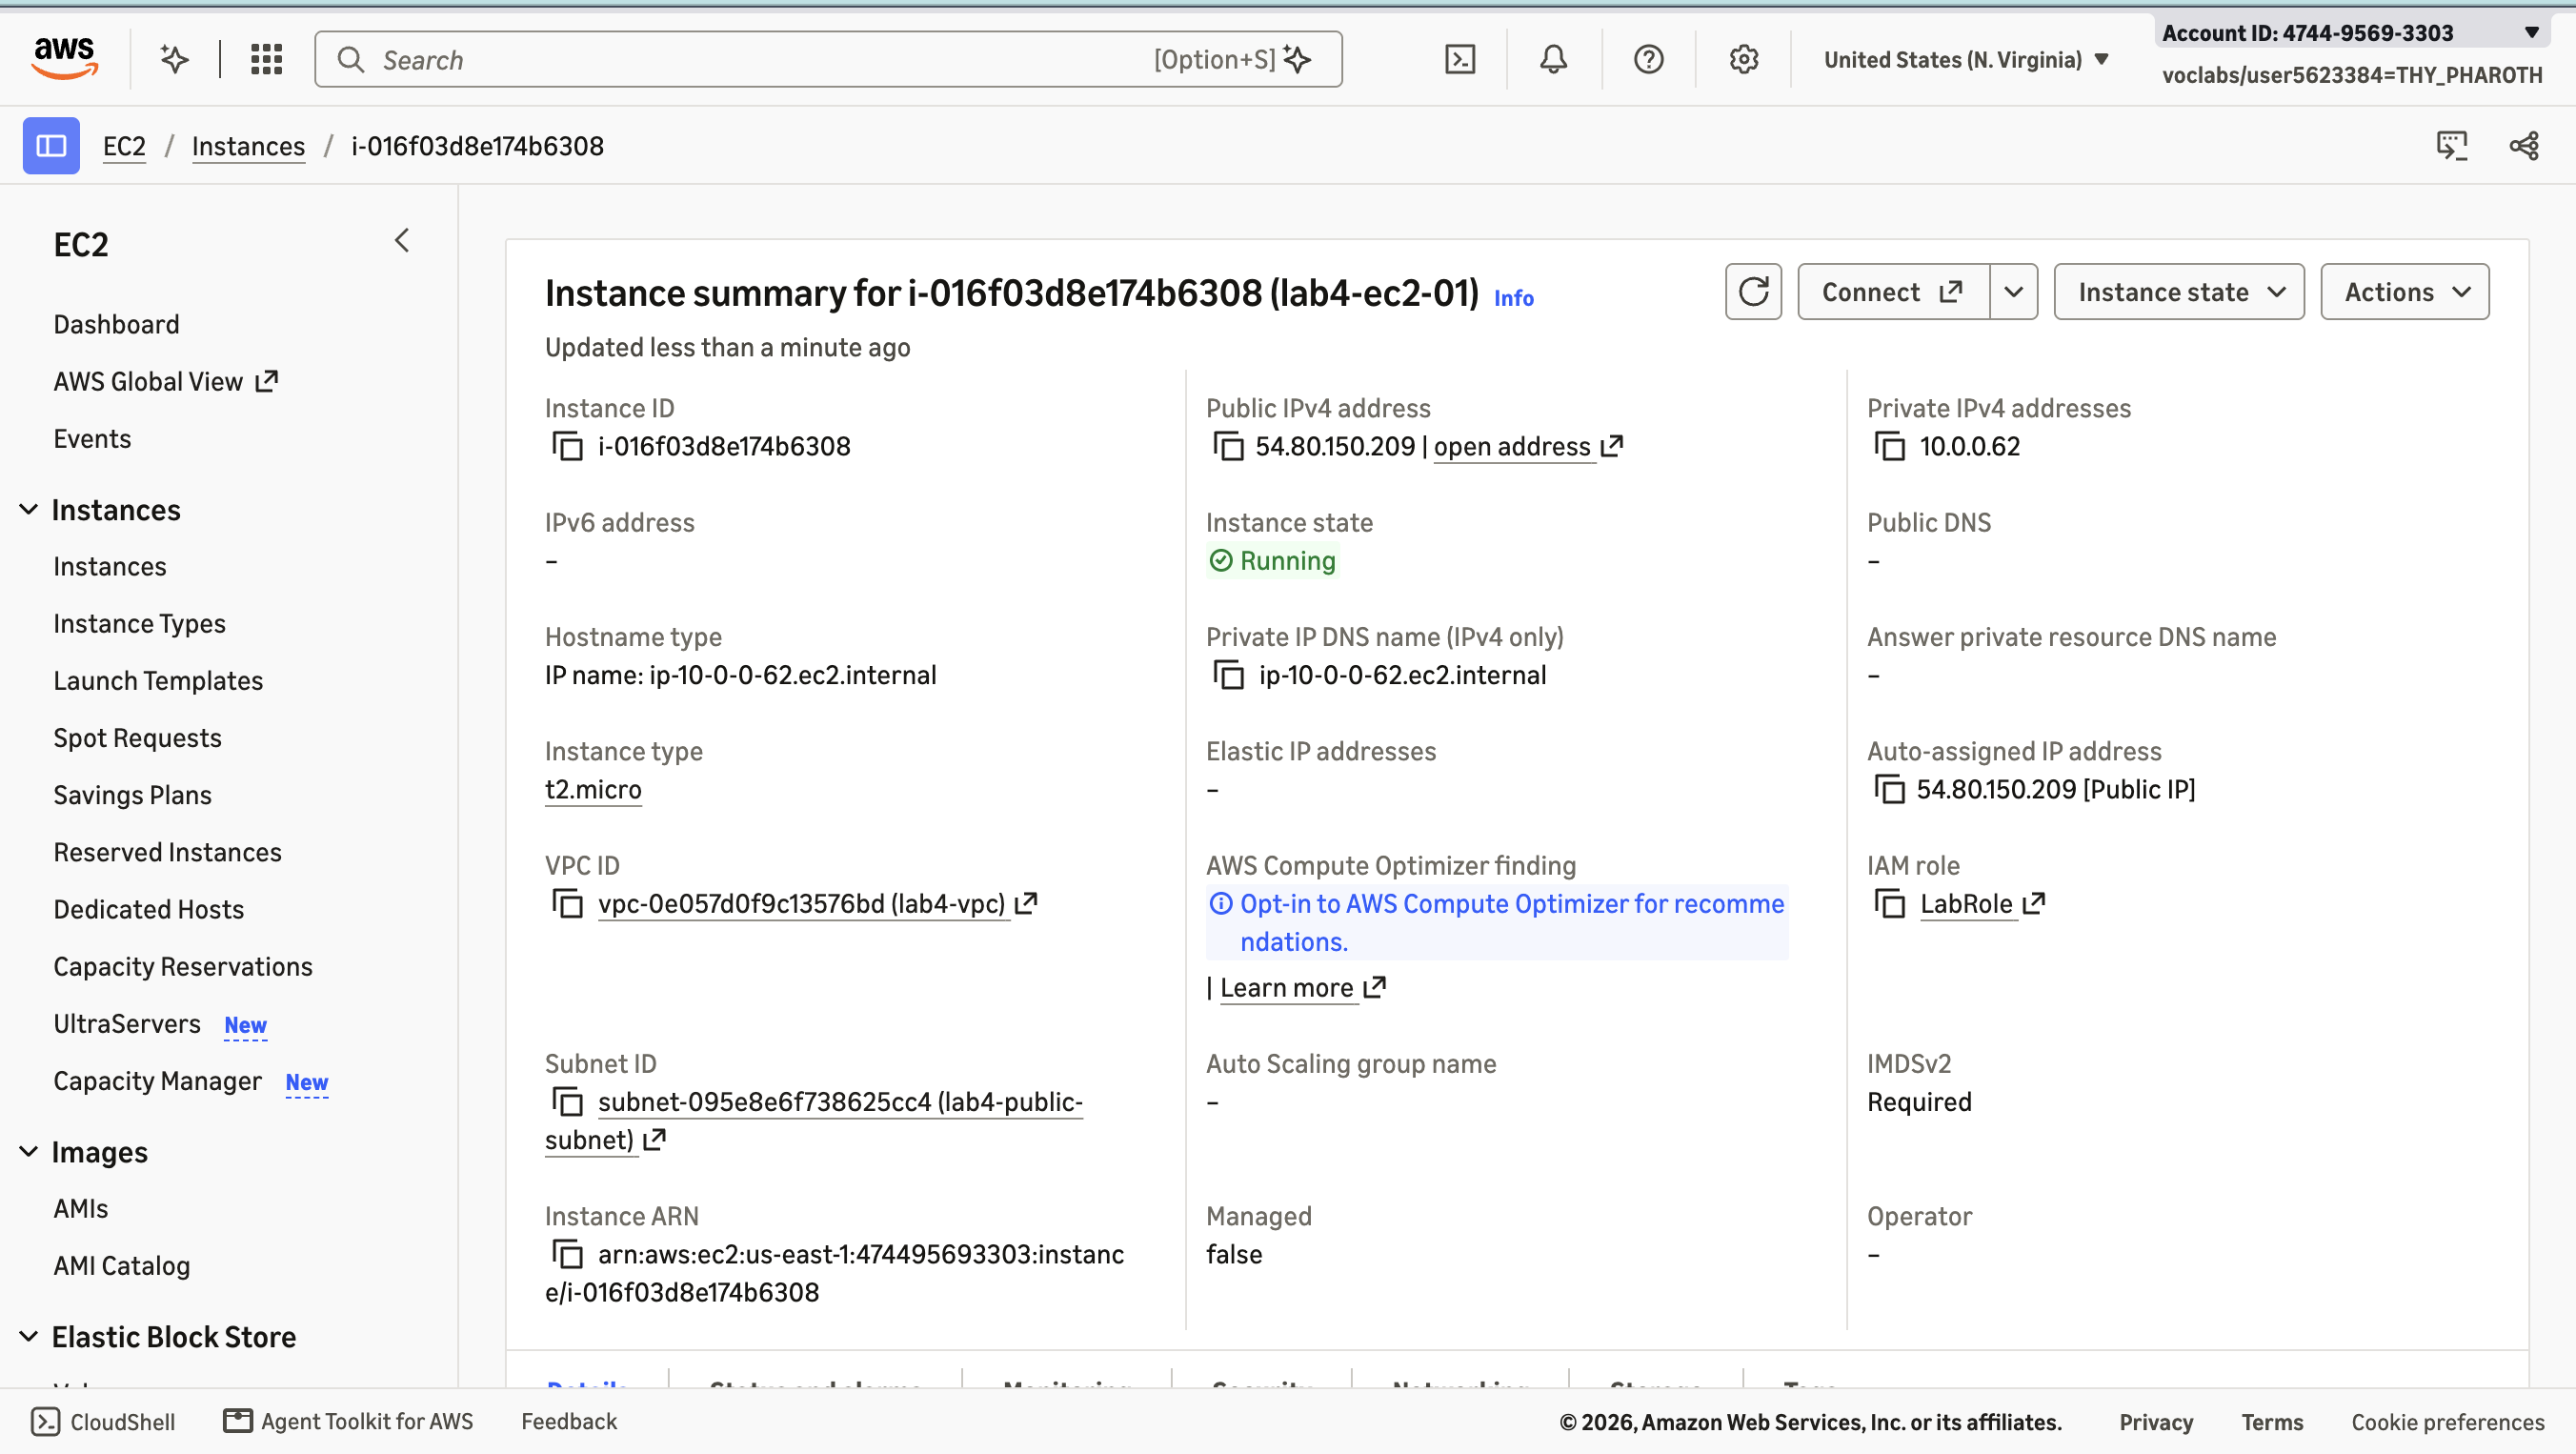 aws
Search
[Option+S]
United States (N. Virginia)
Account ID: 4744-9569-3303
voclabs/user5623384=THY_PHAROTH
EC2 / Instances / i-016f03d8e174b6308
EC2
Dashboard
AWS Global View
Events
Instances
Instances
Instance Types
Launch Templates
Spot Requests
Savings Plans
Reserved Instances
Dedicated Hosts
Capacity Reservations
UltraServers New
Capacity Manager New
Images
AMIs
AMI Catalog
Elastic Block Store
Instance summary for i-016f03d8e174b6308 (lab4-ec2-01) Info
Connect
Instance state
Actions
Updated less than a minute ago
Instance ID
i-016f03d8e174b6308
Public IPv4 address
54.80.150.209 | open address
Private IPv4 addresses
10.0.0.62
IPv6 address
–
Instance state
Running
Public DNS
–
Hostname type
IP name: ip-10-0-0-62.ec2.internal
Private IP DNS name (IPv4 only)
ip-10-0-0-62.ec2.internal
Answer private resource DNS name
–
Instance type
t2.micro
Elastic IP addresses
–
Auto-assigned IP address
54.80.150.209 [Public IP]
VPC ID
vpc-0e057d0f9c13576bd (lab4-vpc)
AWS Compute Optimizer finding
Opt-in to AWS Compute Optimizer for recomme
ndations.
| Learn more
IAM role
LabRole
Subnet ID
subnet-095e8e6f738625cc4 (lab4-public-
subnet)
Auto Scaling group name
–
IMDSv2
Required
Instance ARN
arn:aws:ec2:us-east-1:474495693303:instanc
e/i-016f03d8e174b6308
Managed
false
Operator
–
Details
Status and alarms
Monitoring
Security
Networking
Storage
Tags
CloudShell
Agent Toolkit for AWS
Feedback
© 2026, Amazon Web Services, Inc. or its affiliates.
Privacy
Terms
Cookie preferences